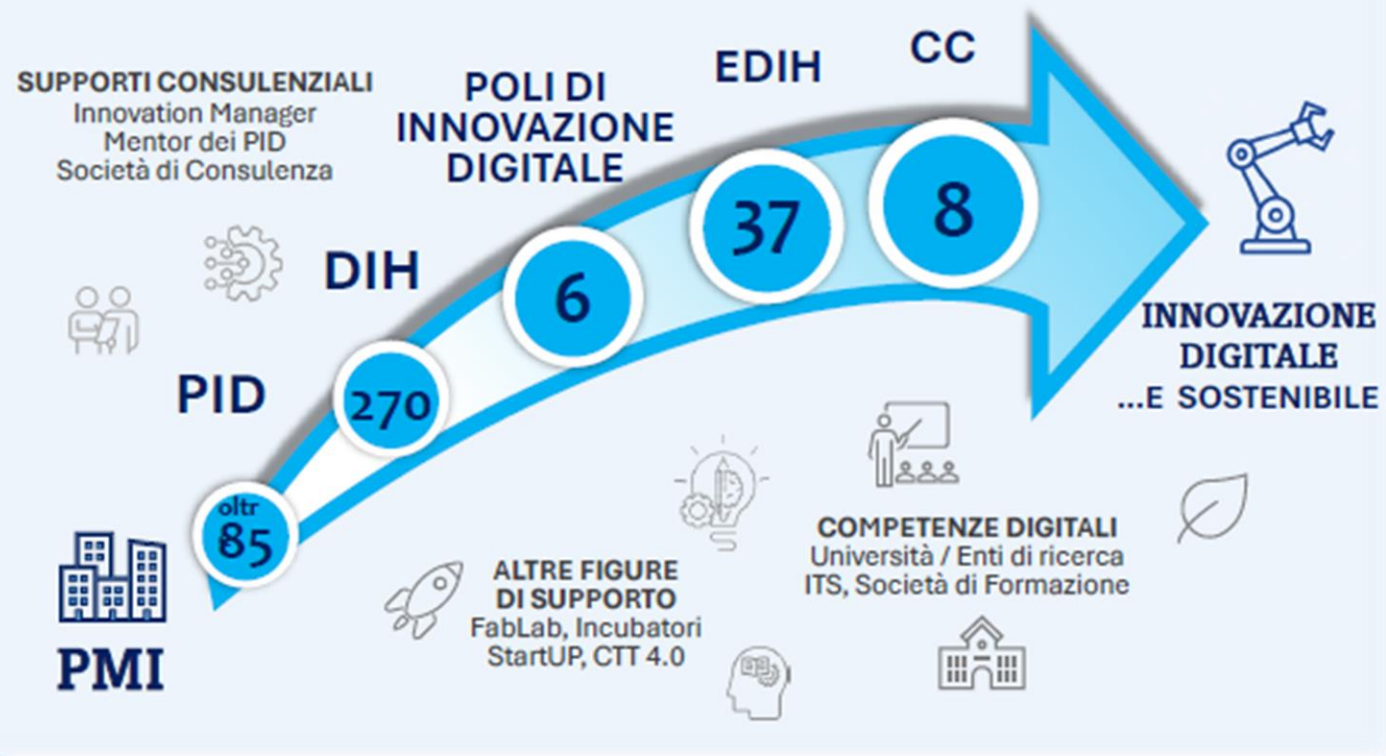 SUPPORTI CONSULENZIALI
Innovation Manager
Mentor dei PID
Società di Consulenza
POLI DI
INNOVAZIONE
DIGITALE
EDIH
CC
DIH
PID
oltr
85
270
6
37
8
PMI
INNOVAZIONE
DIGITALE
...E SOSTENIBILE
ALTRE FIGURE
DI SUPPORTO
FabLab, Incubatori
StartUP, CTT 4.0
COMPETENZE DIGITALI
Università / Enti di ricerca
ITS, Società di Formazione